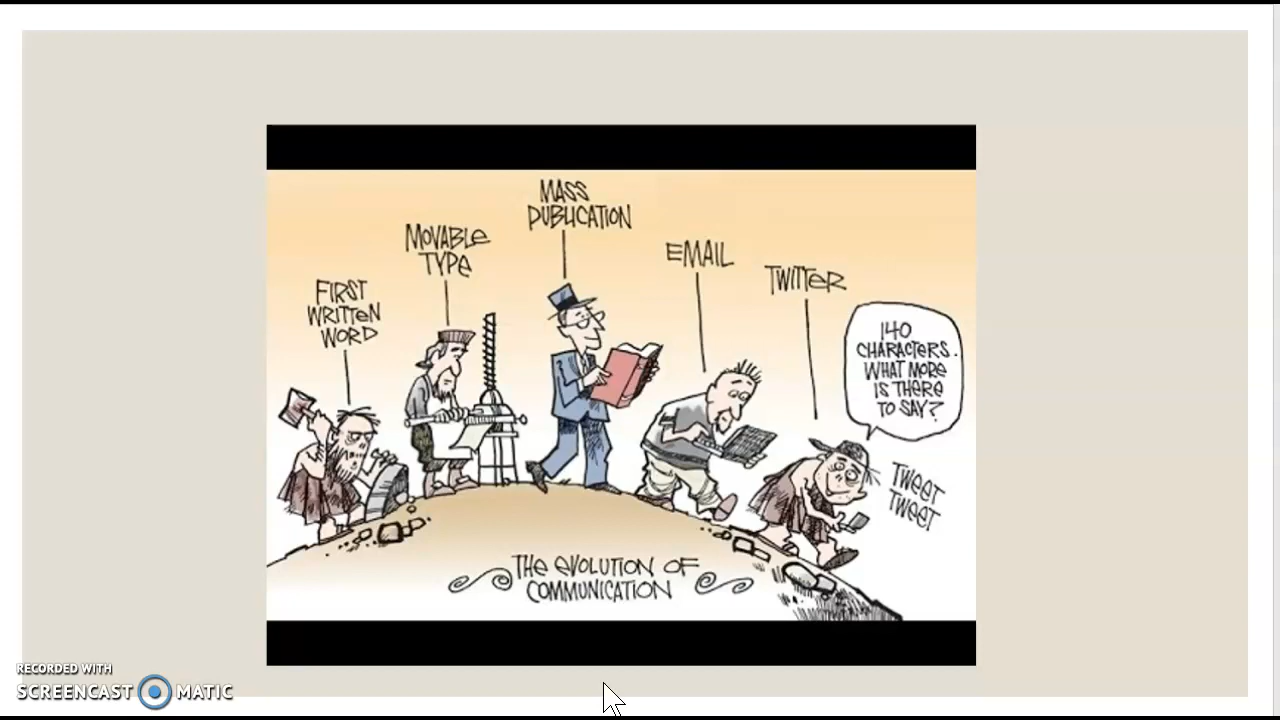 MASS
PUBLICATION
MOVABLE
TYPE
EMAIL
TWITTER
FIRST
WRITTEN
WORD
140
CHARACTERS.
WHAT MORE
IS THERE
TO SAY?
TWEET
TWEET
THE EVOLUTION OF
COMMUNICATION
RECORDED WITH
SCREENCAST MATIC